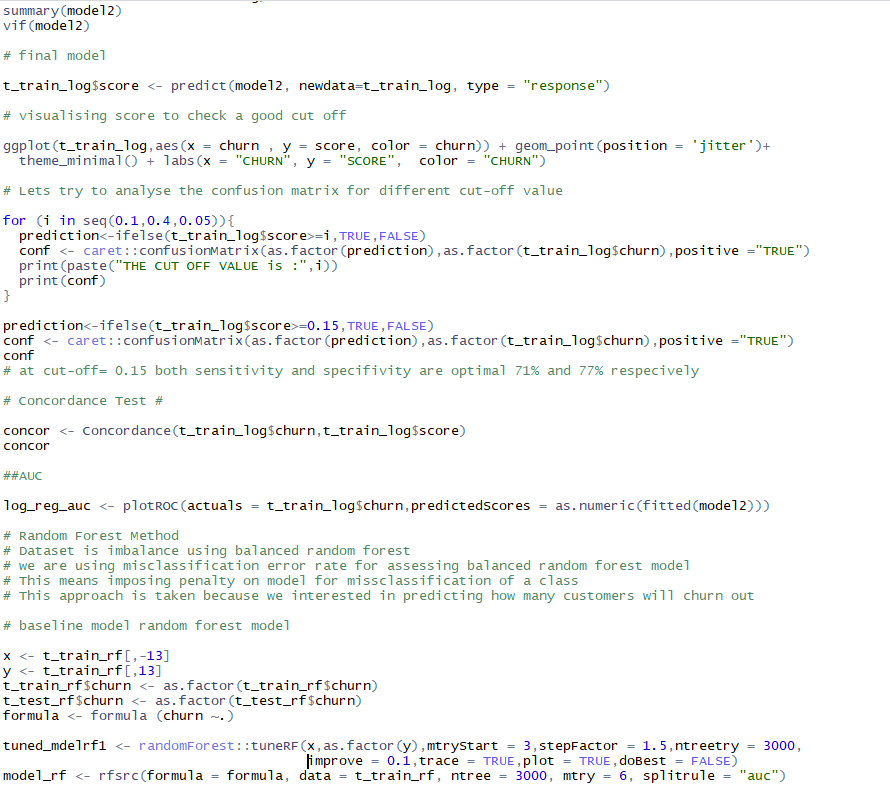 summary(model2)
vif(model2)
# final model
t_train_log$score <- predict(model2, newdata=t_train_log, type = "response")
# visualising score to check a good cut off
ggplot(t_train_log,aes(x = churn , y = score, color = churn)) + geom_point(position = 'jitter')+
theme_minimal() + labs(x = "CHURN", y = "SCORE",  color = "CHURN")
# Lets try to analyse the confusion matrix for different cut-off value
for (i in seq(0.1,0.4,0.05)){
prediction<-ifelse(t_train_log$score>=i,TRUE,FALSE)
conf <- caret::confusionMatrix(as.factor(prediction),as.factor(t_train_log$churn),positive ="TRUE")
print(paste("THE CUT OFF VALUE is :",i))
print(conf)
}
prediction<-ifelse(t_train_log$score>=0.15,TRUE,FALSE)
conf <- caret::confusionMatrix(as.factor(prediction),as.factor(t_train_log$churn),positive ="TRUE")
conf
# at cut-off= 0.15 both sensitivity and specifivity are optimal 71% and 77% respecively
# Concordance Test #
concor <- Concordance(t_train_log$churn,t_train_log$score)
concor
##AUC
log_reg_auc <- plotROC(actuals = t_train_log$churn,predictedScores = as.numeric(fitted(model2)))
# Random Forest Method
# Dataset is imbalance using balanced random forest
# we are using misclassification error rate for assessing balanced random forest model
# This means imposing penalty on model for missclassification of a class
# This approach is taken because we interested in predicting how many customers will churn out
# baseline model random forest model
x <- t_train_rf[,-13]
y <- t_train_rf[,13]
t_train_rf$churn <- as.factor(t_train_rf$churn)
t_test_rf$churn <- as.factor(t_test_rf$churn)
formula <- formula (churn ~.)
tuned_mdelrf1 <- randomForest::tuneRF(x,as.factor(y),mtryStart = 3,stepFactor = 1.5,ntreetry = 3000,
improve = 0.1,trace = TRUE,plot = TRUE,doBest = FALSE)
model_rf <- rfsrc(formula = formula, data = t_train_rf, ntree = 3000, mtry = 6, splitrule = "auc")